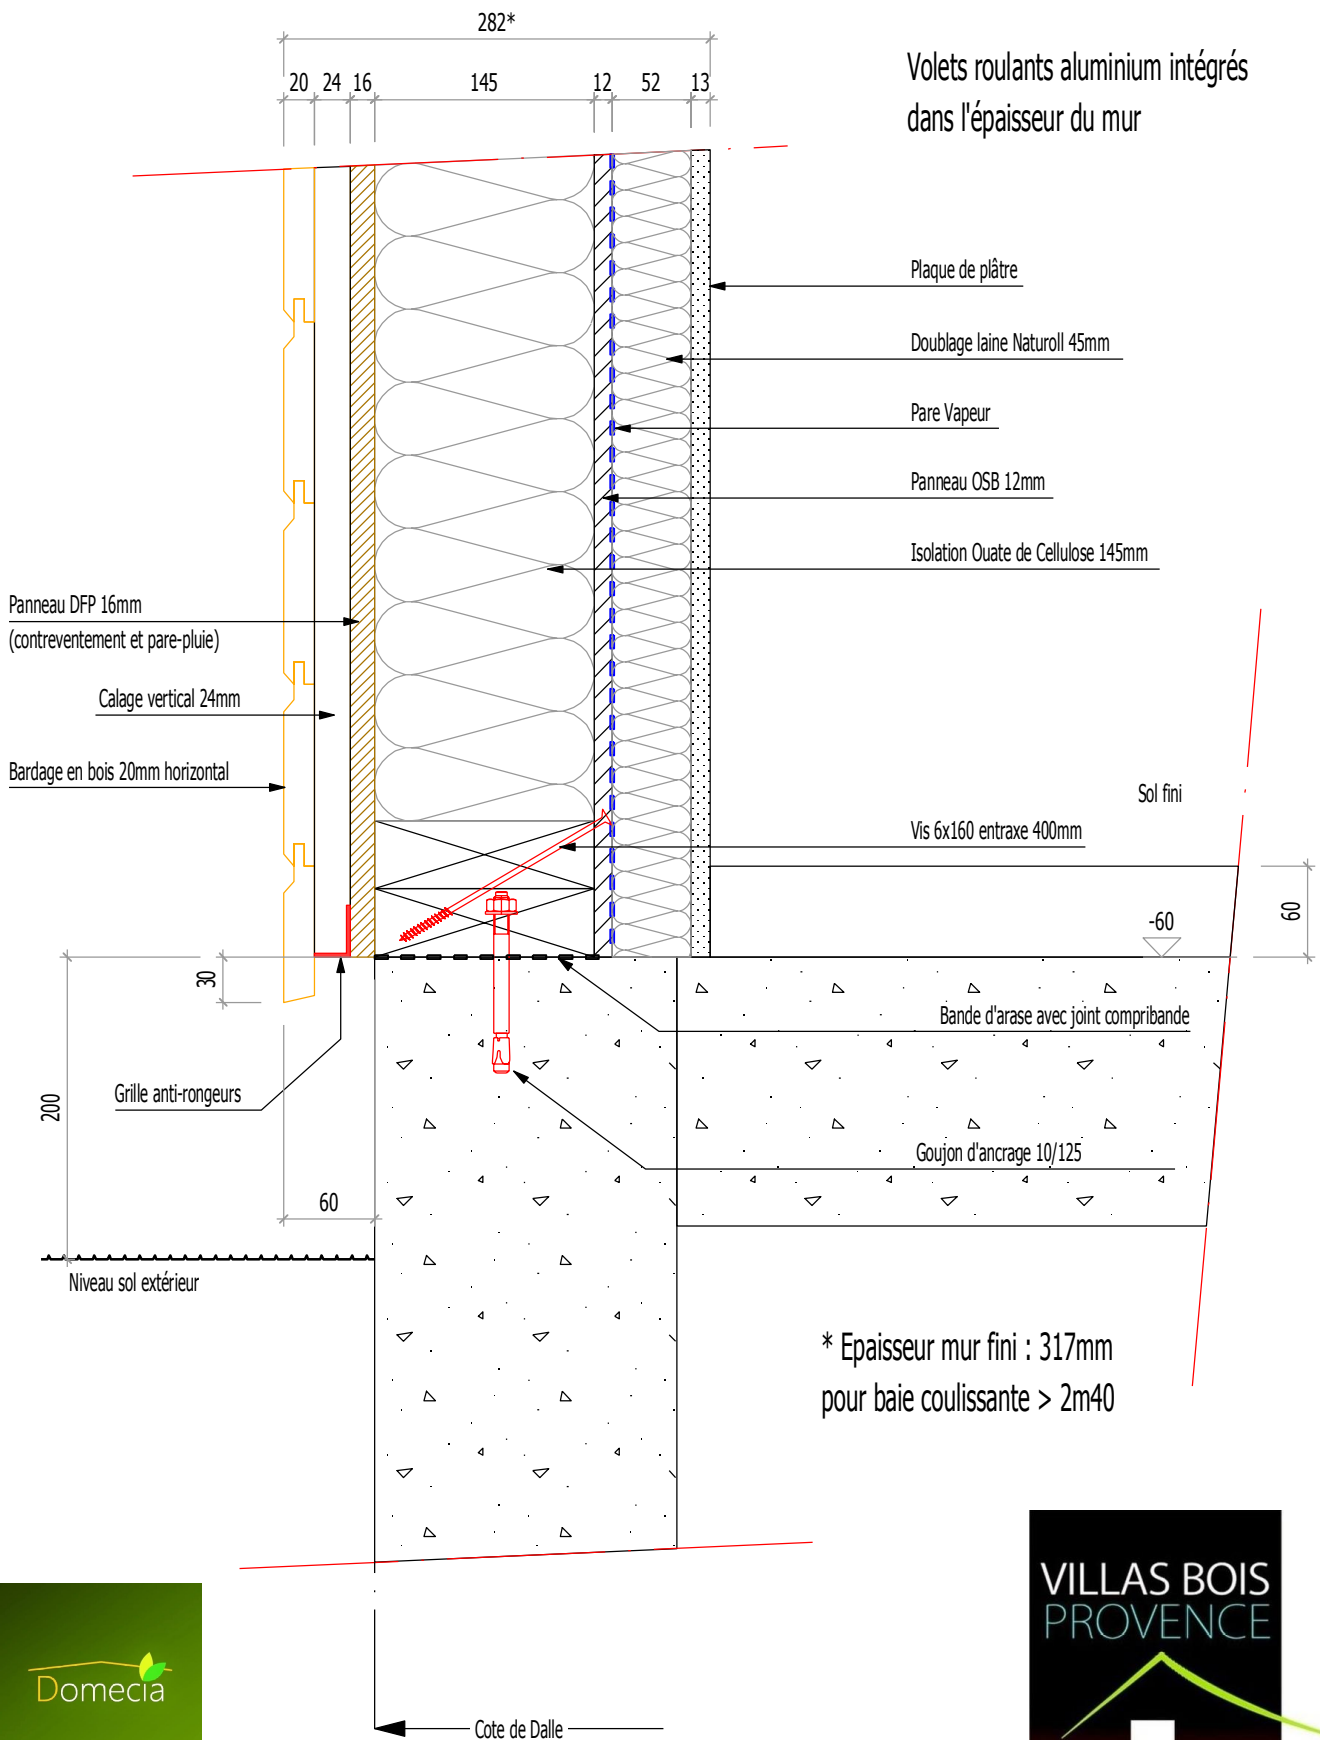 282*
20 24 16 145 12 52 13
Volets roulants aluminium intégrés
dans l'épaisseur du mur
Plaque de plâtre
Doublage laine Naturoll 45mm
Pare Vapeur
Panneau OSB 12mm
Isolation Ouate de Cellulose 145mm
Panneau DFP 16mm
(contreventement et pare-pluie)
Calage vertical 24mm
Bardage en bois 20mm horizontal
Sol fini
Vis 6x160 entraxe 400mm
60
-60
30
Bande d'arase avec joint compribande
Grille anti-rongeurs
200
Goujon d'ancrage 10/125
60
Niveau sol extérieur
* Epaisseur mur fini : 317mm
pour baie coulissante > 2m40
VILLAS BOIS
PROVENCE
Domecia
Cote de Dalle